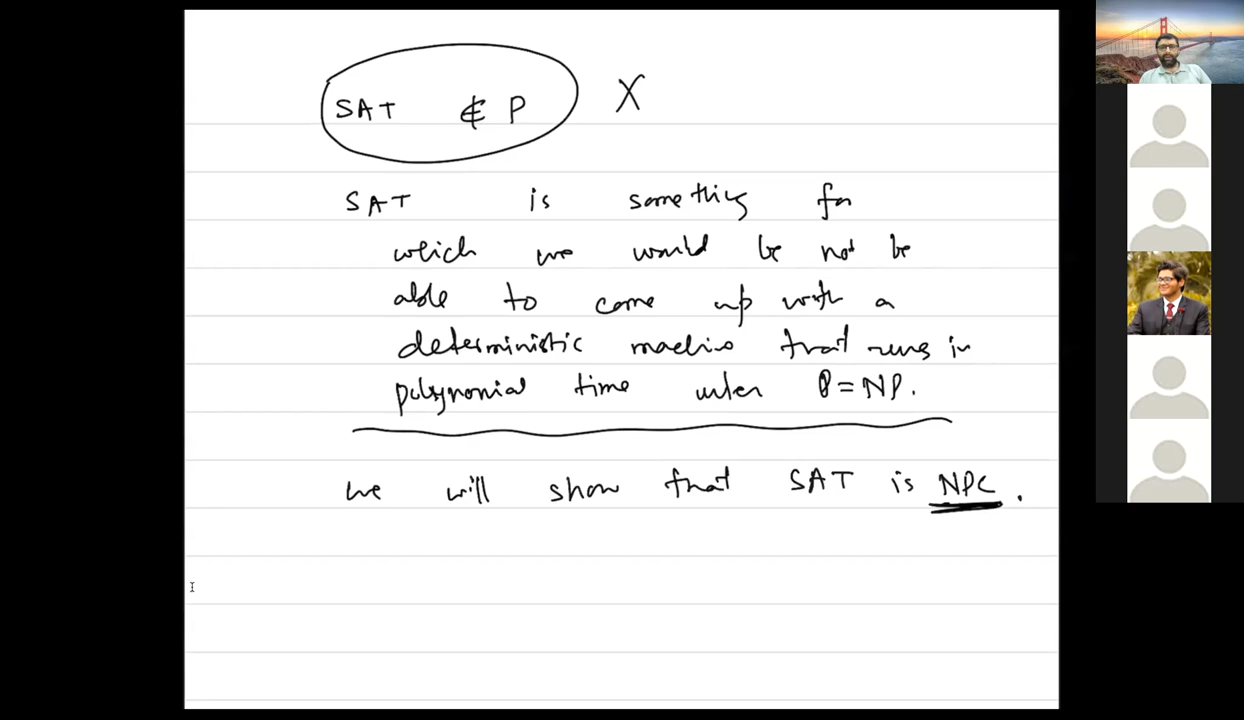 SAT ∉ P X
SAT is something for
which we would be not be
able to come up with a
deterministic machine that runs in
polynomial time when P = NP.
we will show that SAT is NPC.